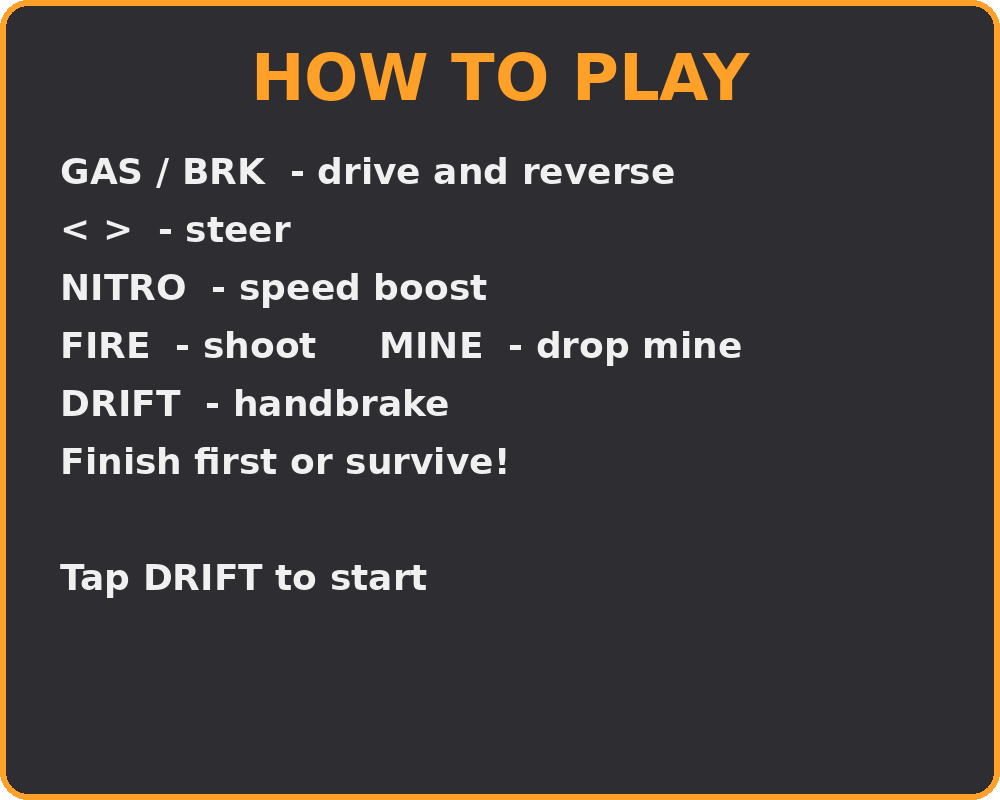 HOW TO PLAY
GAS / BRK - drive and reverse
< > - steer
NITRO - speed boost
FIRE - shoot MINE - drop mine
DRIFT - handbrake
Finish first or survive!
Tap DRIFT to start